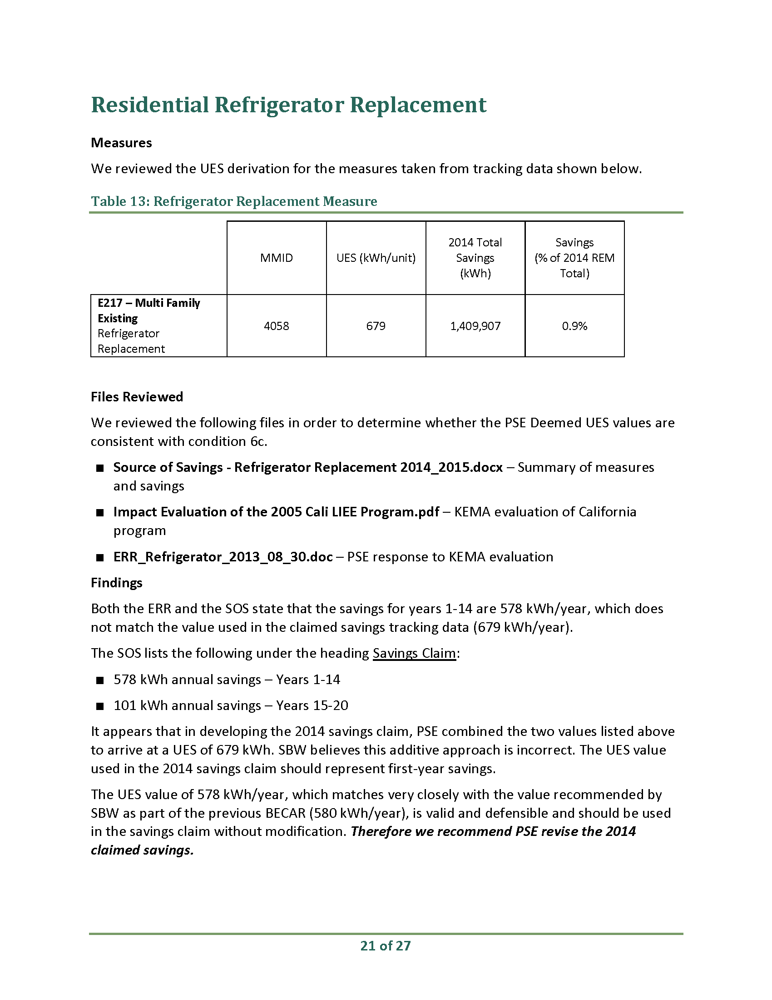 Residential Refrigerator Replacement
Measures
We reviewed the UES derivation for the measures taken from tracking data shown below.
Table 13: Refrigerator Replacement Measure
MMID
UES (kWh/unit)
2014 Total
Savings
(kWh)
Savings
(% of 2014 REM
Total)
E217 – Multi Family
Existing
Refrigerator
Replacement
4058
679
1,409,907
0.9%
Files Reviewed
We reviewed the following files in order to determine whether the PSE Deemed UES values are
consistent with condition 6c.
■ Source of Savings - Refrigerator Replacement 2014_2015.docx – Summary of measures
and savings
■ Impact Evaluation of the 2005 Cali LIEE Program.pdf – KEMA evaluation of California
program
■ ERR_Refrigerator_2013_08_30.doc – PSE response to KEMA evaluation
Findings
Both the ERR and the SOS state that the savings for years 1-14 are 578 kWh/year, which does
not match the value used in the claimed savings tracking data (679 kWh/year).
The SOS lists the following under the heading Savings Claim:
■ 578 kWh annual savings – Years 1-14
■ 101 kWh annual savings – Years 15-20
It appears that in developing the 2014 savings claim, PSE combined the two values listed above
to arrive at a UES of 679 kWh. SBW believes this additive approach is incorrect. The UES value
used in the 2014 savings claim should represent first-year savings.
The UES value of 578 kWh/year, which matches very closely with the value recommended by
SBW as part of the previous BECAR (580 kWh/year), is valid and defensible and should be used
in the savings claim without modification. Therefore we recommend PSE revise the 2014
claimed savings.
21 of 27